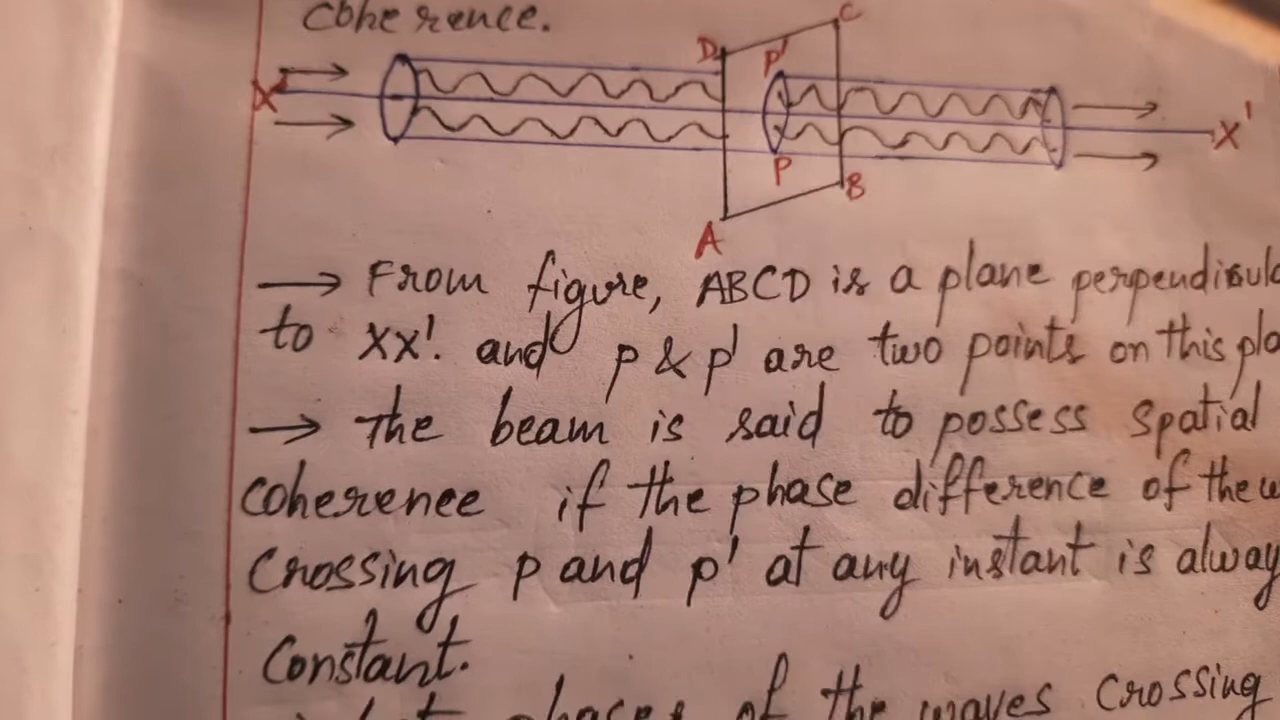 coherence.
X
D
P'
C
P
B
A
X'
→ From figure, ABCD is a plane perpendicul
to XX'. and p & p' are two points on this pla
→ The beam is said to possess spatial
coherence if the phase difference of the w
crossing p and p' at any instant is alway
constant.
phases of the waves crossing